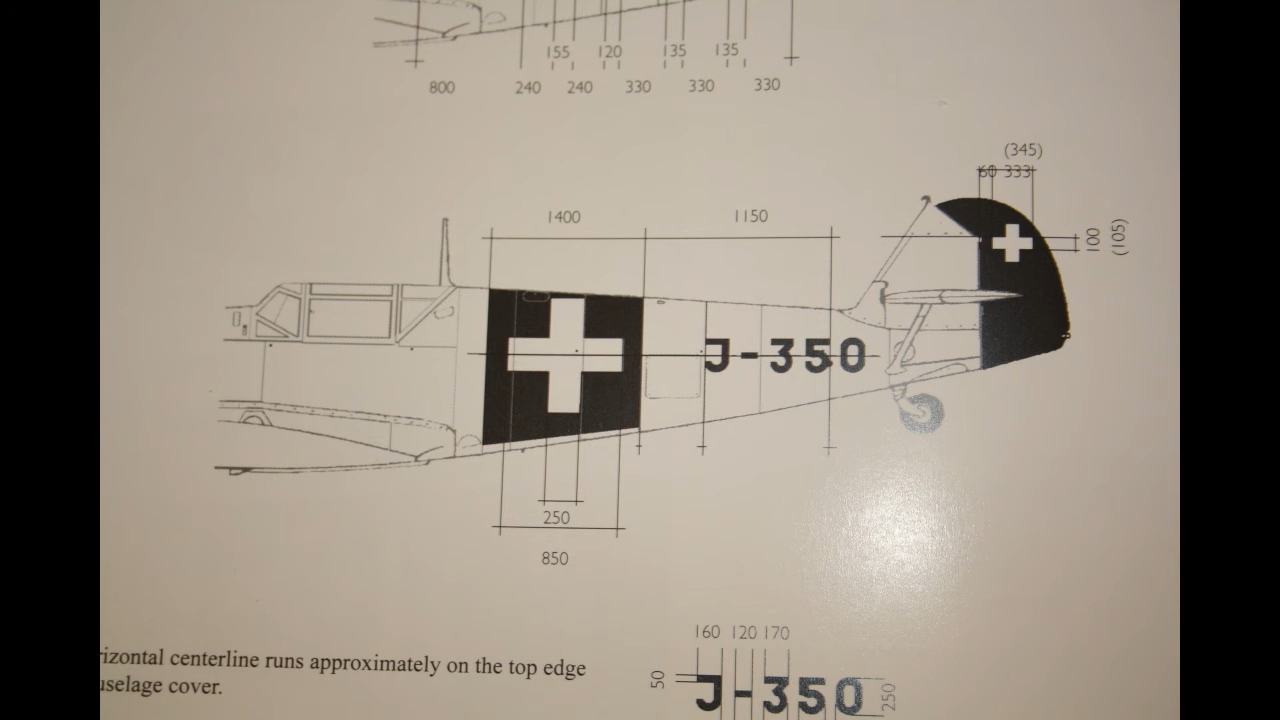 155 120 135 135
800 240 240 330 330 330
(345)
60 333
1400 1150
100
(105)
J-350
250
850
160 120 170
rizontal centerline runs approximately on the top edge
uselage cover.
50
J-350
250